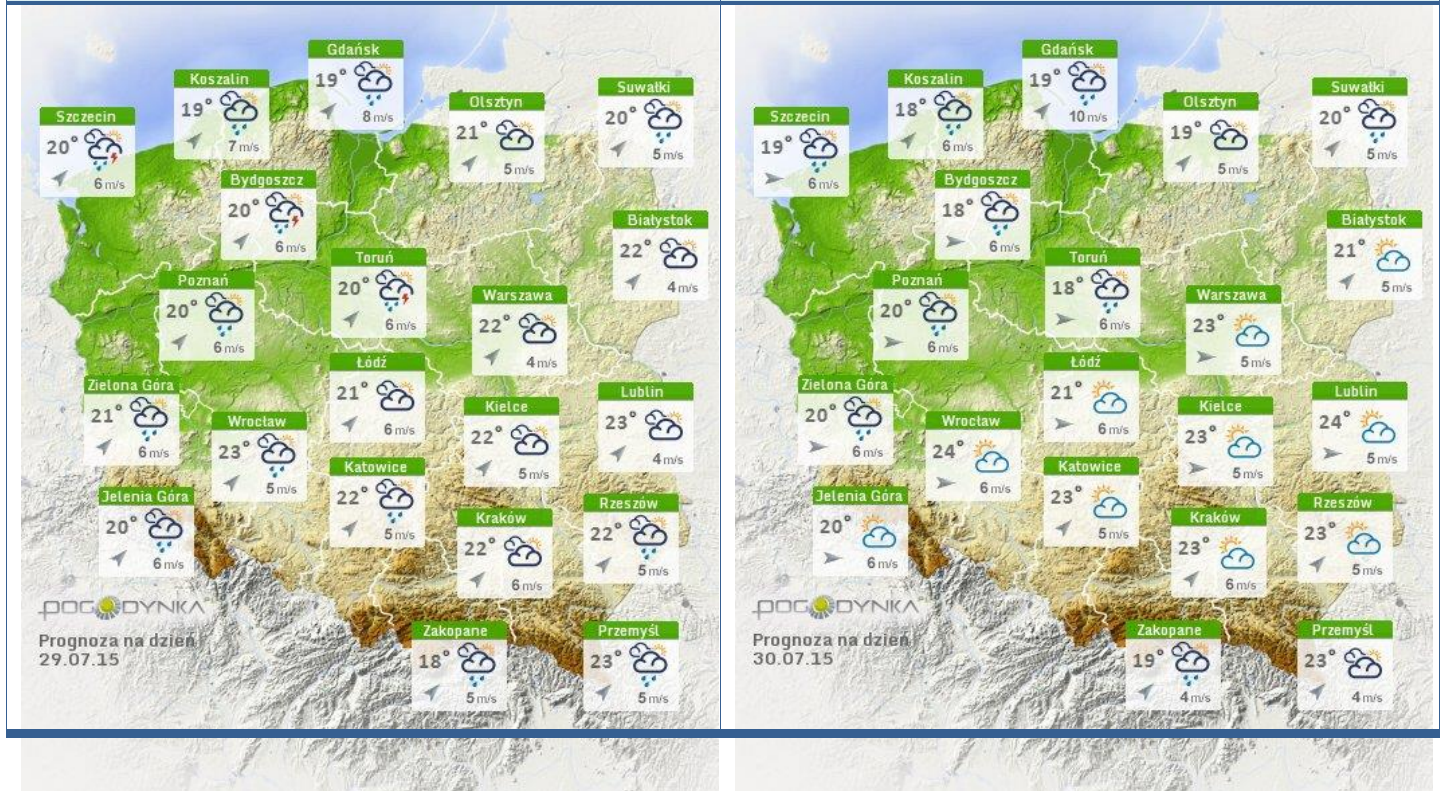 Gdańsk
19°
8 m/s
Koszalin
19°
7 m/s
Suwałki
20°
5 m/s
Olsztyn
21°
5 m/s
Szczecin
20°
6 m/s
Bydgoszcz
20°
6 m/s
Białystok
22°
4 m/s
Toruń
20°
6 m/s
Poznań
20°
6 m/s
Warszawa
22°
4 m/s
Łódź
21°
6 m/s
Zielona Góra
21°
6 m/s
Lublin
23°
4 m/s
Kielce
22°
5 m/s
Wrocław
23°
5 m/s
Katowice
22°
5 m/s
Jelenia Góra
20°
6 m/s
Rzeszów
22°
5 m/s
Kraków
22°
6 m/s
POGODYNKA
Prognoza na dzień
29.07.15
Zakopane
18°
5 m/s
Przemyśl
23°
5 m/s
Gdańsk
19°
10 m/s
Koszalin
18°
6 m/s
Suwałki
20°
5 m/s
Olsztyn
19°
5 m/s
Szczecin
19°
6 m/s
Bydgoszcz
18°
6 m/s
Białystok
21°
5 m/s
Toruń
18°
6 m/s
Poznań
20°
6 m/s
Warszawa
23°
5 m/s
Łódź
21°
6 m/s
Zielona Góra
20°
6 m/s
Lublin
24°
5 m/s
Kielce
23°
5 m/s
Wrocław
24°
6 m/s
Katowice
23°
5 m/s
Jelenia Góra
20°
6 m/s
Rzeszów
23°
5 m/s
Kraków
23°
6 m/s
POGODYNKA
Prognoza na dzień
30.07.15
Zakopane
19°
4 m/s
Przemyśl
23°
4 m/s